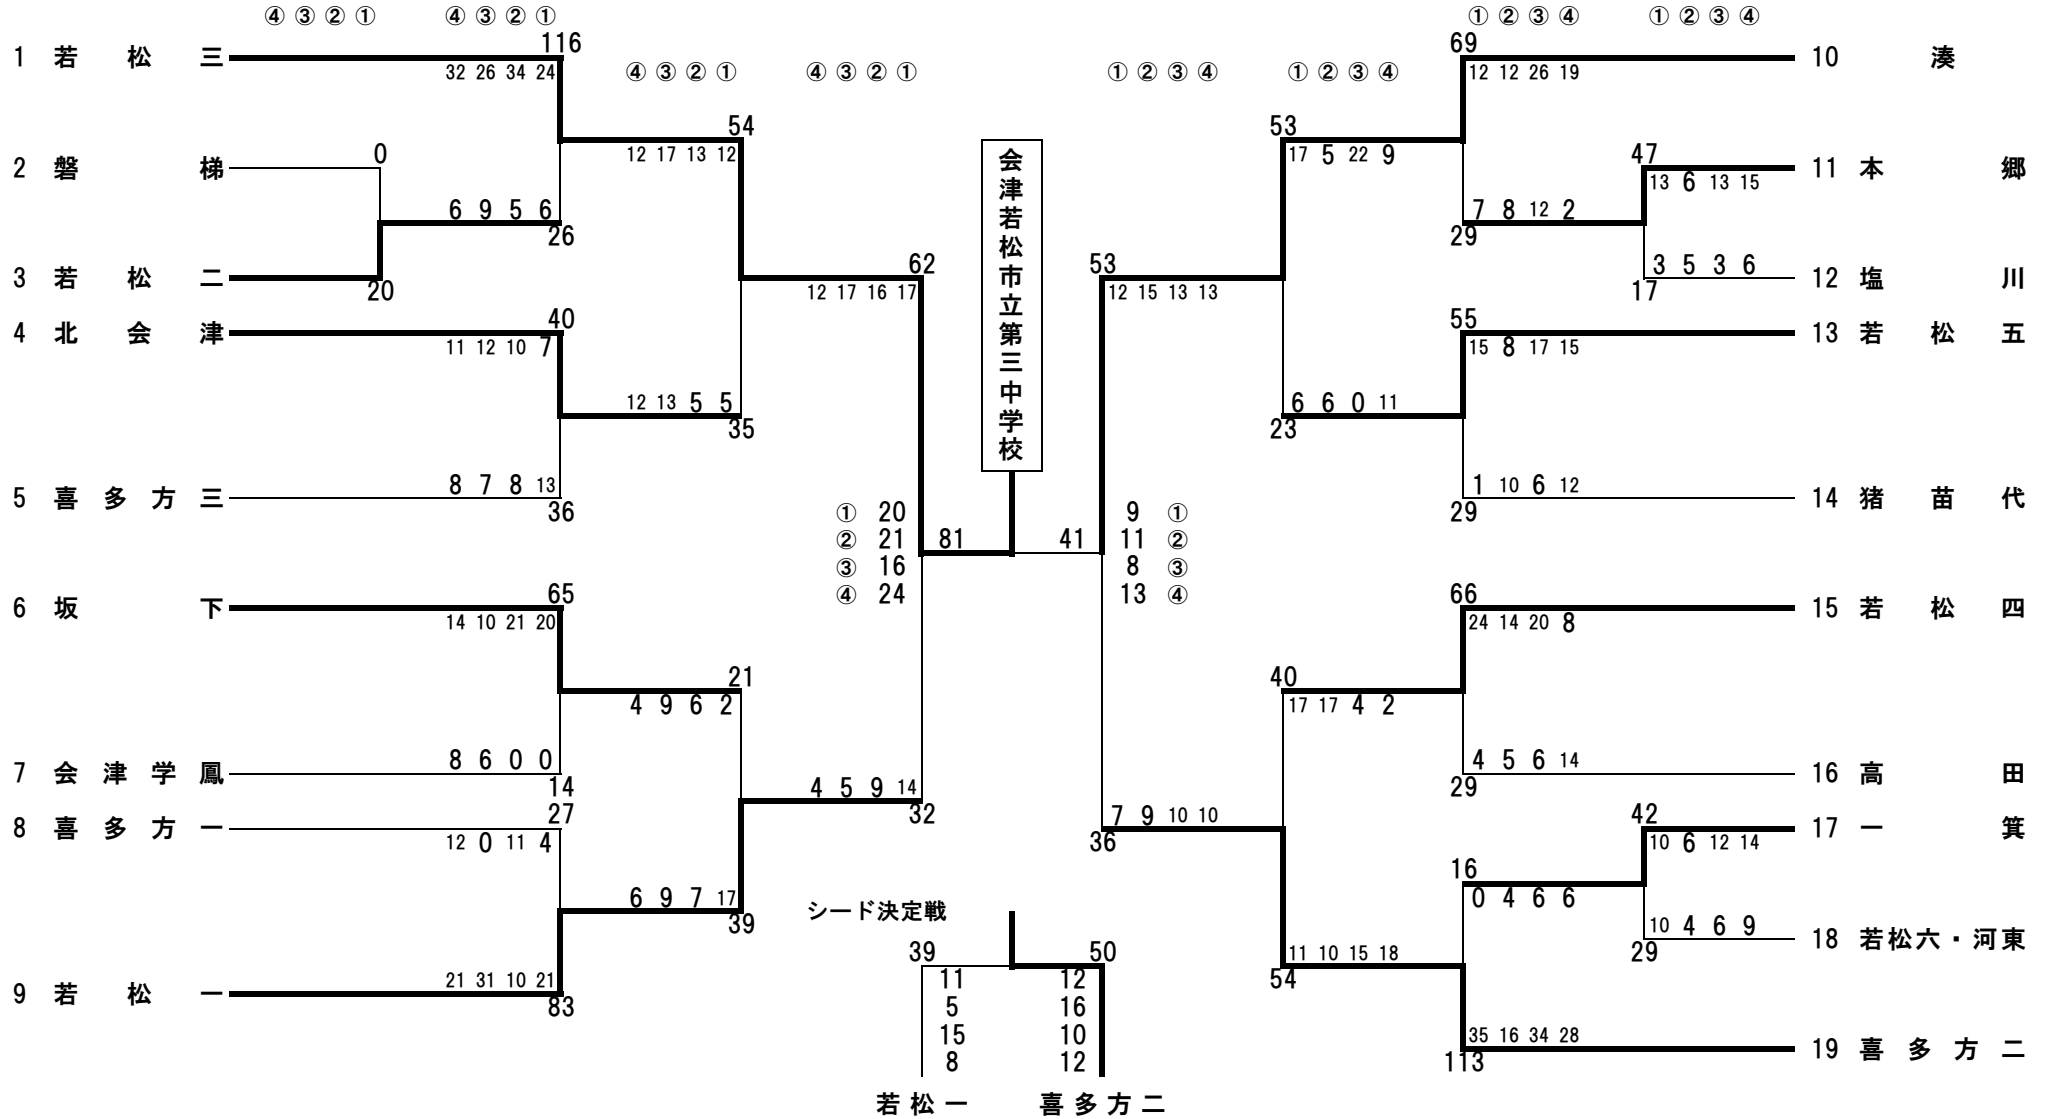 ④ ③ ② ① ④ ③ ② ① ① ② ③ ④ ① ② ③ ④
116 69
1 若松三 10 湊
32 26 34 24 ④ ③ ② ① ④ ③ ② ① ① ② ③ ④ ① ② ③ ④ 12 12 26 19
54 53
12 17 13 12 17 5 22 9
0 47
2 磐梯 11 本郷
13 6 13 15
6 9 5 6 7 8 12 2
26 29
62 53
3 若松二 3 5 3 6 12 塩川
20 12 17 16 17 12 15 13 13 17
会津若松市立第三中学校
40 55
4 北会津 13 若松五
11 12 10 7 15 8 17 15
12 13 5 5 6 6 0 11
35 23
8 7 8 13 1 10 6 12
5 喜多方三 14 猪苗代
36 29
① 20 9 ①
② 21 81 41 11 ②
③ 16 8 ③
④ 24 13 ④
65 66
6 坂下 15 若松四
14 10 21 20 24 14 20 8
21 40
4 9 6 2 17 17 4 2
8 6 0 0 4 5 6 14
7 会津学鳳 16 高田
14 4 5 9 14 29
27 32 7 9 10 10 42
8 喜多方一 17 一箕
12 0 11 4 36 10 6 12 14
16
6 9 7 17 0 4 6 6
39 シード決定戦 10 4 6 9
18 若松六・河東
39 50 29
21 31 10 21 11 12 11 10 15 18
9 若松一 54
83 5 16
15 10 35 16 34 28
8 12 113 19 喜多方二
若松一 喜多方二